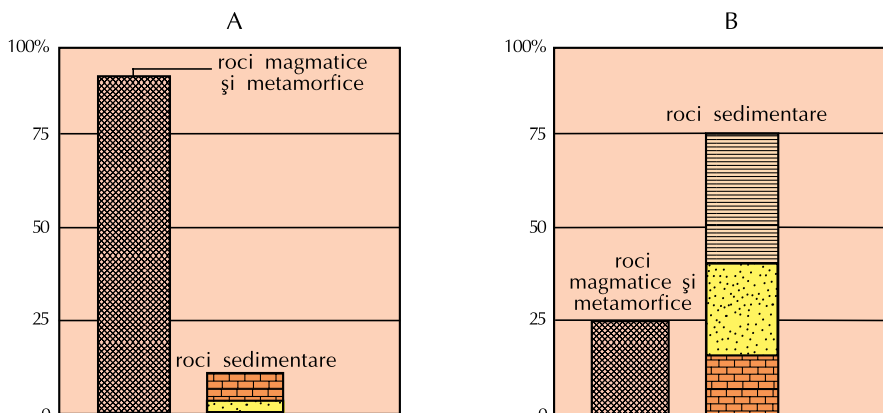 A
100%
roci magmatice
şi metamorfice
75
50
25
roci sedimentare
0
B
100%
roci sedimentare
75
50
roci
magmatice şi
metamorfice
25
0